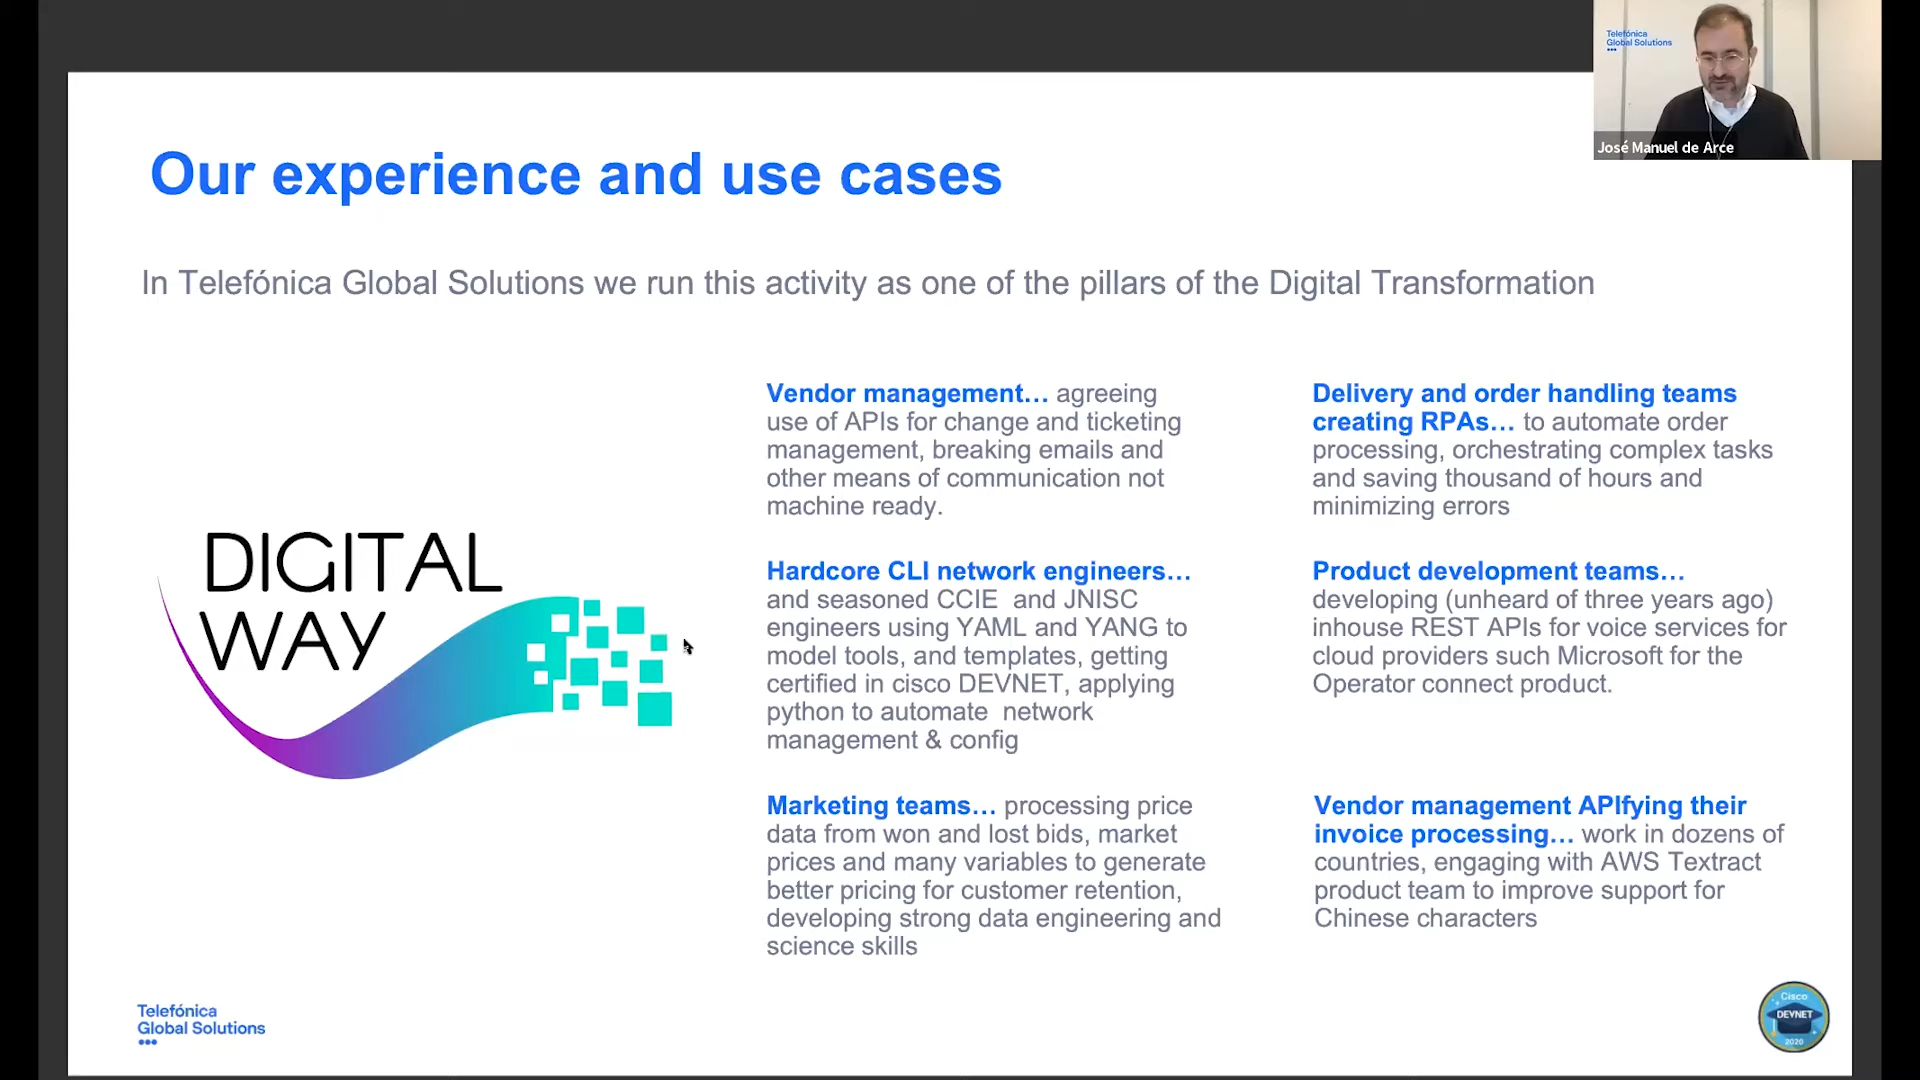 Telefónica
Global Solutions
José Manuel de Arce
Our experience and use cases
In Telefónica Global Solutions we run this activity as one of the pillars of the Digital Transformation
DIGITAL
WAY
Vendor management… agreeing
use of APIs for change and ticketing
management, breaking emails and
other means of communication not
machine ready.
Hardcore CLI network engineers…
and seasoned CCIE and JNISC
engineers using YAML and YANG to
model tools, and templates, getting
certified in cisco DEVNET, applying
python to automate network
management & config
Marketing teams… processing price
data from won and lost bids, market
prices and many variables to generate
better pricing for customer retention,
developing strong data engineering and
science skills
Delivery and order handling teams
creating RPAs… to automate order
processing, orchestrating complex tasks
and saving thousand of hours and
minimizing errors
Product development teams…
developing (unheard of three years ago)
inhouse REST APIs for voice services for
cloud providers such Microsoft for the
Operator connect product.
Vendor management APIfying their
invoice processing… work in dozens of
countries, engaging with AWS Textract
product team to improve support for
Chinese characters
Telefónica
Global Solutions
Cisco
DEVNET
2020